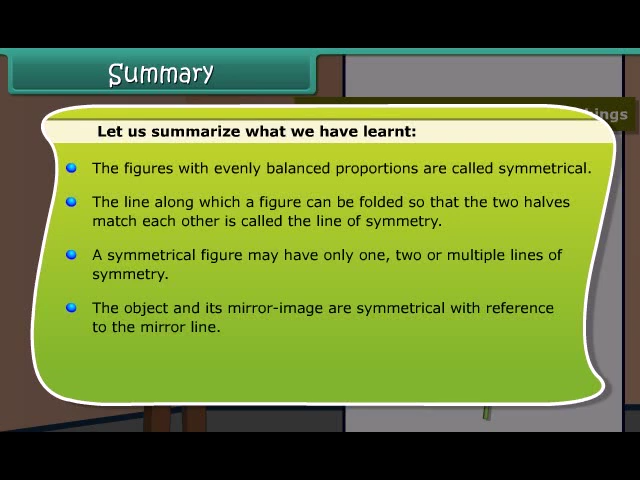 Summary
ings
Let us summarize what we have learnt:
The figures with evenly balanced proportions are called symmetrical.
The line along which a figure can be folded so that the two halves
match each other is called the line of symmetry.
A symmetrical figure may have only one, two or multiple lines of
symmetry.
The object and its mirror-image are symmetrical with reference
to the mirror line.